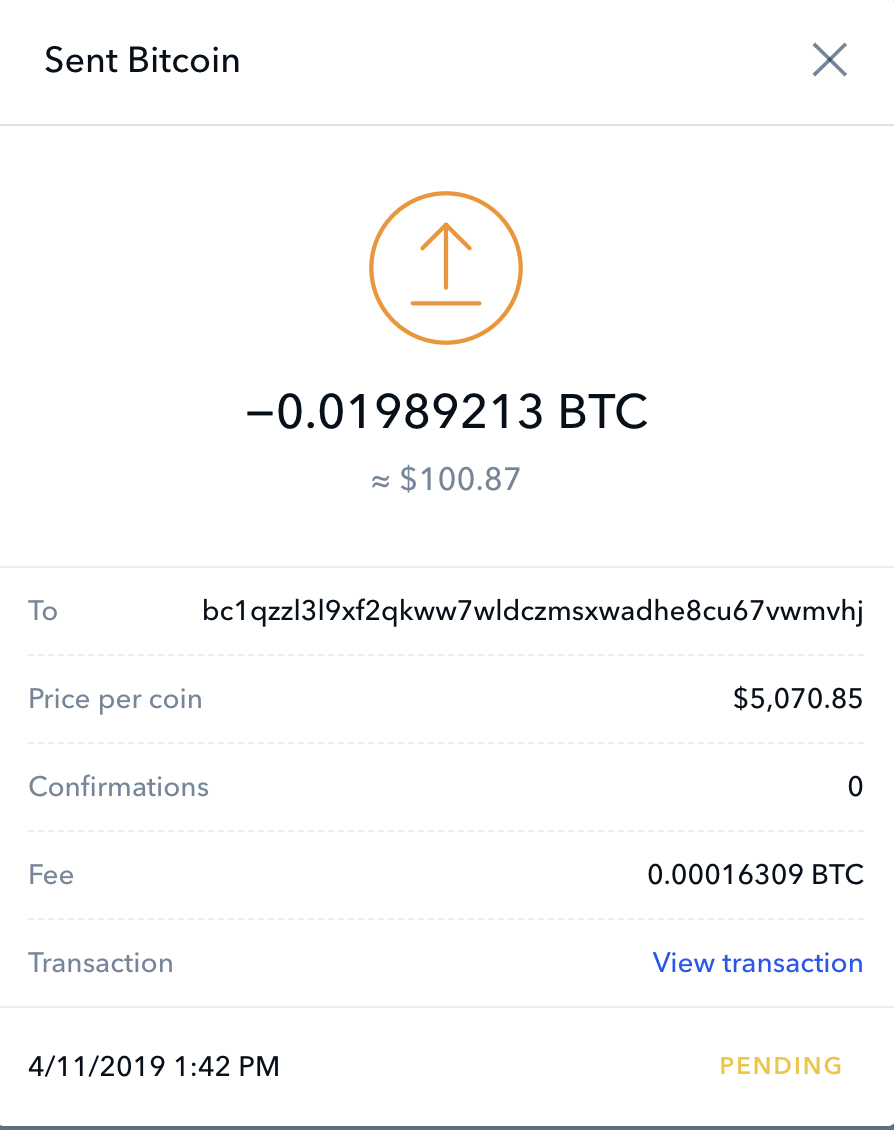 Sent Bitcoin
–0.01989213 BTC
≈ $100.87
To bc1qzzl3l9xf2qkww7wldczmsxwadhe8cu67vwmvhj
Price per coin $5,070.85
Confirmations 0
Fee 0.00016309 BTC
Transaction View transaction
4/11/2019 1:42 PM PENDING